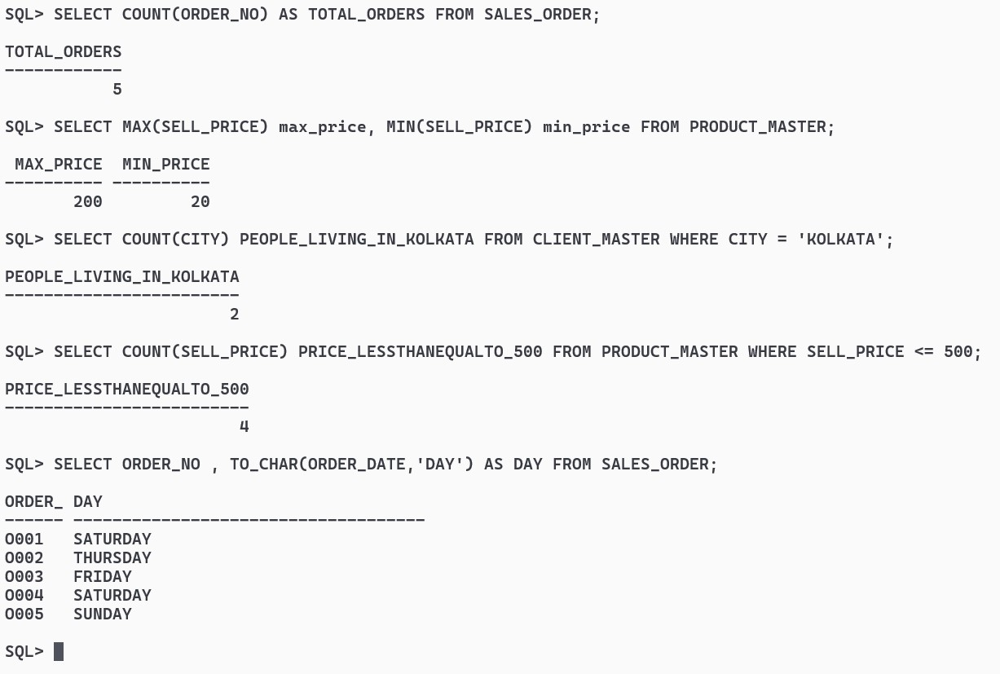 SQL> SELECT COUNT(ORDER_NO) AS TOTAL_ORDERS FROM SALES_ORDER;
TOTAL_ORDERS
------------
5
SQL> SELECT MAX(SELL_PRICE) max_price, MIN(SELL_PRICE) min_price FROM PRODUCT_MASTER;
MAX_PRICE  MIN_PRICE
---------- ----------
200         20
SQL> SELECT COUNT(CITY) PEOPLE_LIVING_IN_KOLKATA FROM CLIENT_MASTER WHERE CITY = 'KOLKATA';
PEOPLE_LIVING_IN_KOLKATA
------------------------
2
SQL> SELECT COUNT(SELL_PRICE) PRICE_LESSTHANEQUALTO_500 FROM PRODUCT_MASTER WHERE SELL_PRICE <= 500;
PRICE_LESSTHANEQUALTO_500
-------------------------
4
SQL> SELECT ORDER_NO , TO_CHAR(ORDER_DATE,'DAY') AS DAY FROM SALES_ORDER;
ORDER_ DAY
------ ------------------------------------
O001   SATURDAY
O002   THURSDAY
O003   FRIDAY
O004   SATURDAY
O005   SUNDAY
SQL>